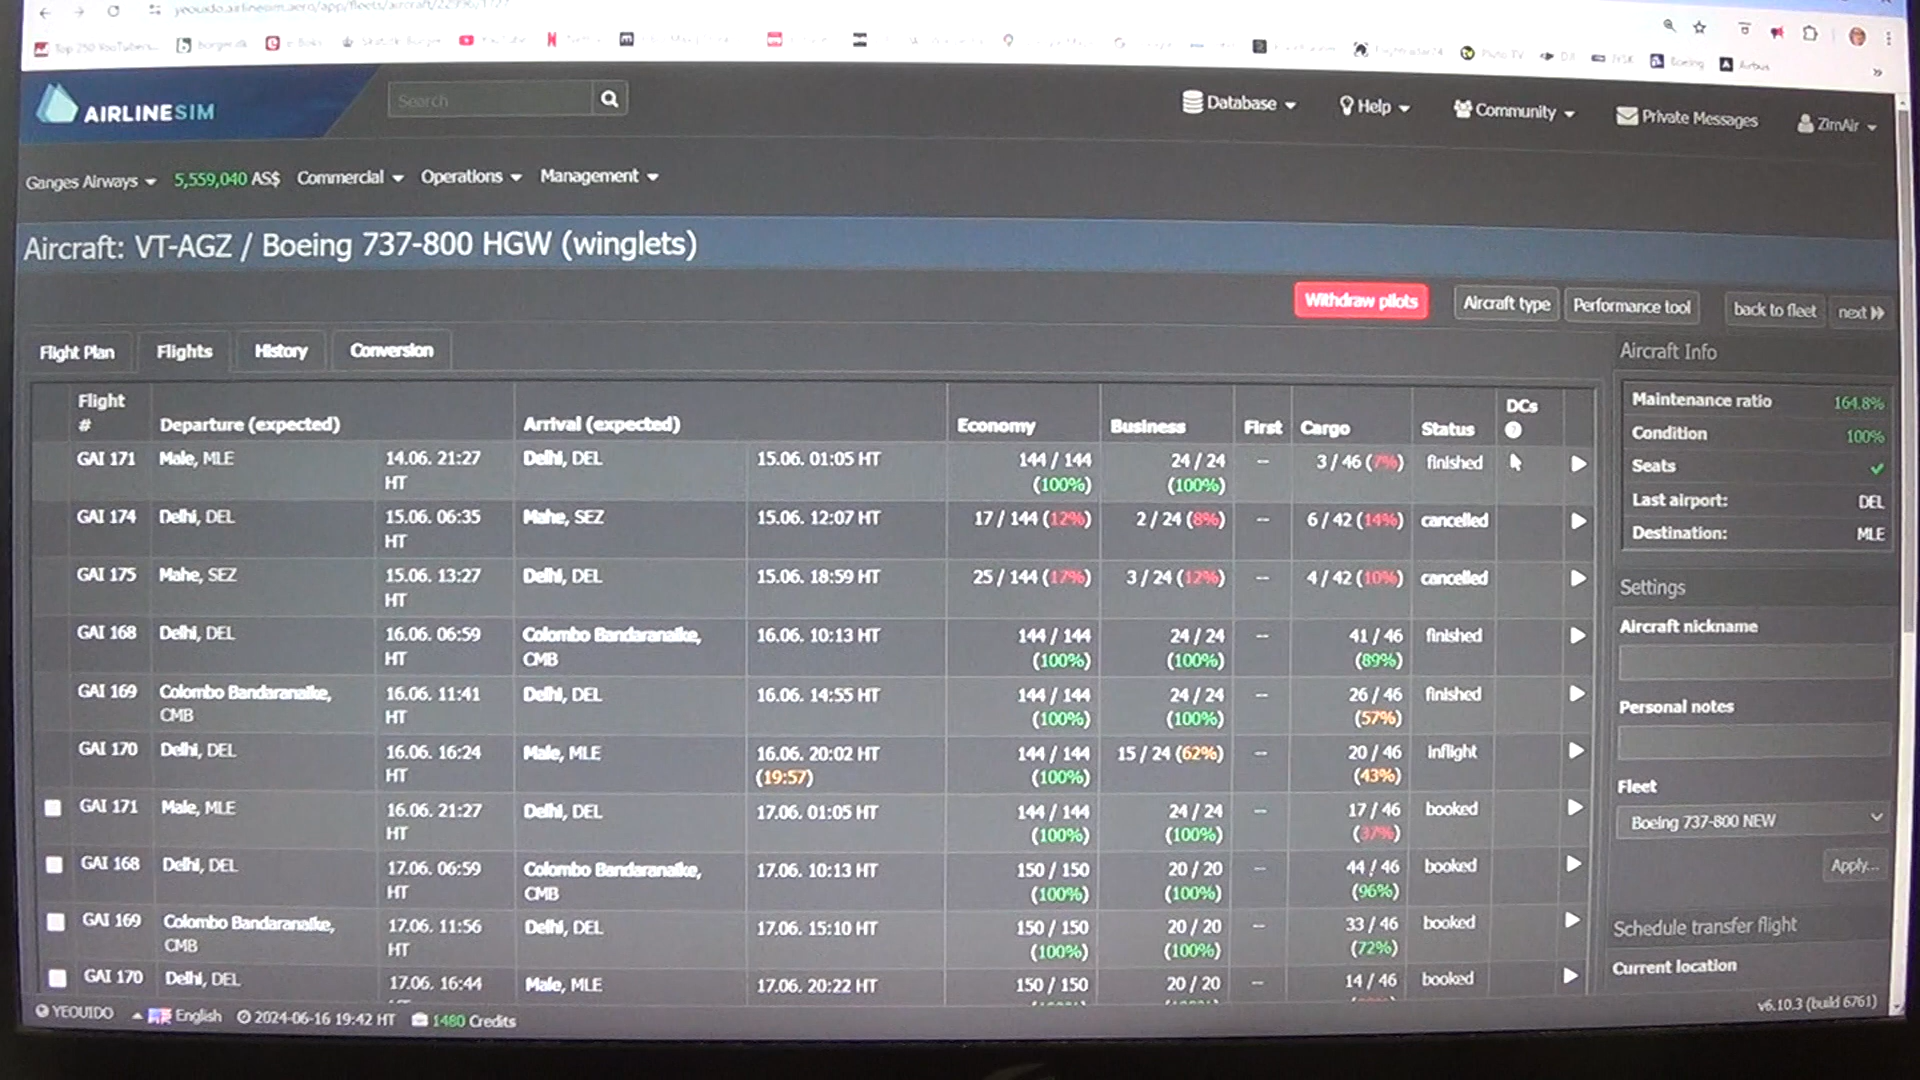 Top 250 YouTubers...
borger.dk
e-Boks
YouTube
Pluto TV
DJI
JYSK
Boeing
Airbus
AIRLINESIM
Search
Database
Help
Community
Private Messages
ZirnAir
Ganges Airways 5,559,040 AS$ Commercial Operations Management
Aircraft: VT-AGZ / Boeing 737-800 HGW (winglets)
Withdraw pilots Aircraft type Performance tool back to fleet next
Flight Plan Flights History Conversion
Flight # Departure (expected) Arrival (expected) Economy Business First Cargo Status DCs
GAI 171 Male, MLE 14.06. 21:27 HT Delhi, DEL 15.06. 01:05 HT 144 / 144 (100%) 24 / 24 (100%) -- 3 / 46 (7%) finished
GAI 174 Delhi, DEL 15.06. 06:35 HT Mahe, SEZ 15.06. 12:07 HT 17 / 144 (12%) 2 / 24 (8%) -- 6 / 42 (14%) cancelled
GAI 175 Mahe, SEZ 15.06. 13:27 HT Delhi, DEL 15.06. 18:59 HT 25 / 144 (17%) 3 / 24 (12%) -- 4 / 42 (10%) cancelled
GAI 168 Delhi, DEL 16.06. 06:59 HT Colombo Bandaranaike, CMB 16.06. 10:13 HT 144 / 144 (100%) 24 / 24 (100%) -- 41 / 46 (89%) finished
GAI 169 Colombo Bandaranaike, CMB 16.06. 11:41 HT Delhi, DEL 16.06. 14:55 HT 144 / 144 (100%) 24 / 24 (100%) -- 26 / 46 (57%) finished
GAI 170 Delhi, DEL 16.06. 16:24 HT Male, MLE 16.06. 20:02 HT (19:57) 144 / 144 (100%) 15 / 24 (62%) -- 20 / 46 (43%) inflight
GAI 171 Male, MLE 16.06. 21:27 HT Delhi, DEL 17.06. 01:05 HT 144 / 144 (100%) 24 / 24 (100%) -- 17 / 46 (37%) booked
GAI 168 Delhi, DEL 17.06. 06:59 HT Colombo Bandaranaike, CMB 17.06. 10:13 HT 150 / 150 (100%) 20 / 20 (100%) -- 44 / 46 (96%) booked
GAI 169 Colombo Bandaranaike, CMB 17.06. 11:56 HT Delhi, DEL 17.06. 15:10 HT 150 / 150 (100%) 20 / 20 (100%) -- 33 / 46 (72%) booked
GAI 170 Delhi, DEL 17.06. 16:44 Male, MLE 17.06. 20:22 HT 150 / 150 20 / 20 -- 14 / 46 booked
Aircraft Info
Maintenance ratio 164.8%
Condition 100%
Seats
Last airport: DEL
Destination: MLE
Settings
Aircraft nickname
Personal notes
Fleet
Boeing 737-800 NEW
Apply...
Schedule transfer flight
Current location
YEOUIDO English 2024-06-16 19:42 HT 1480 Credits
v6.10.3 (build 6761)